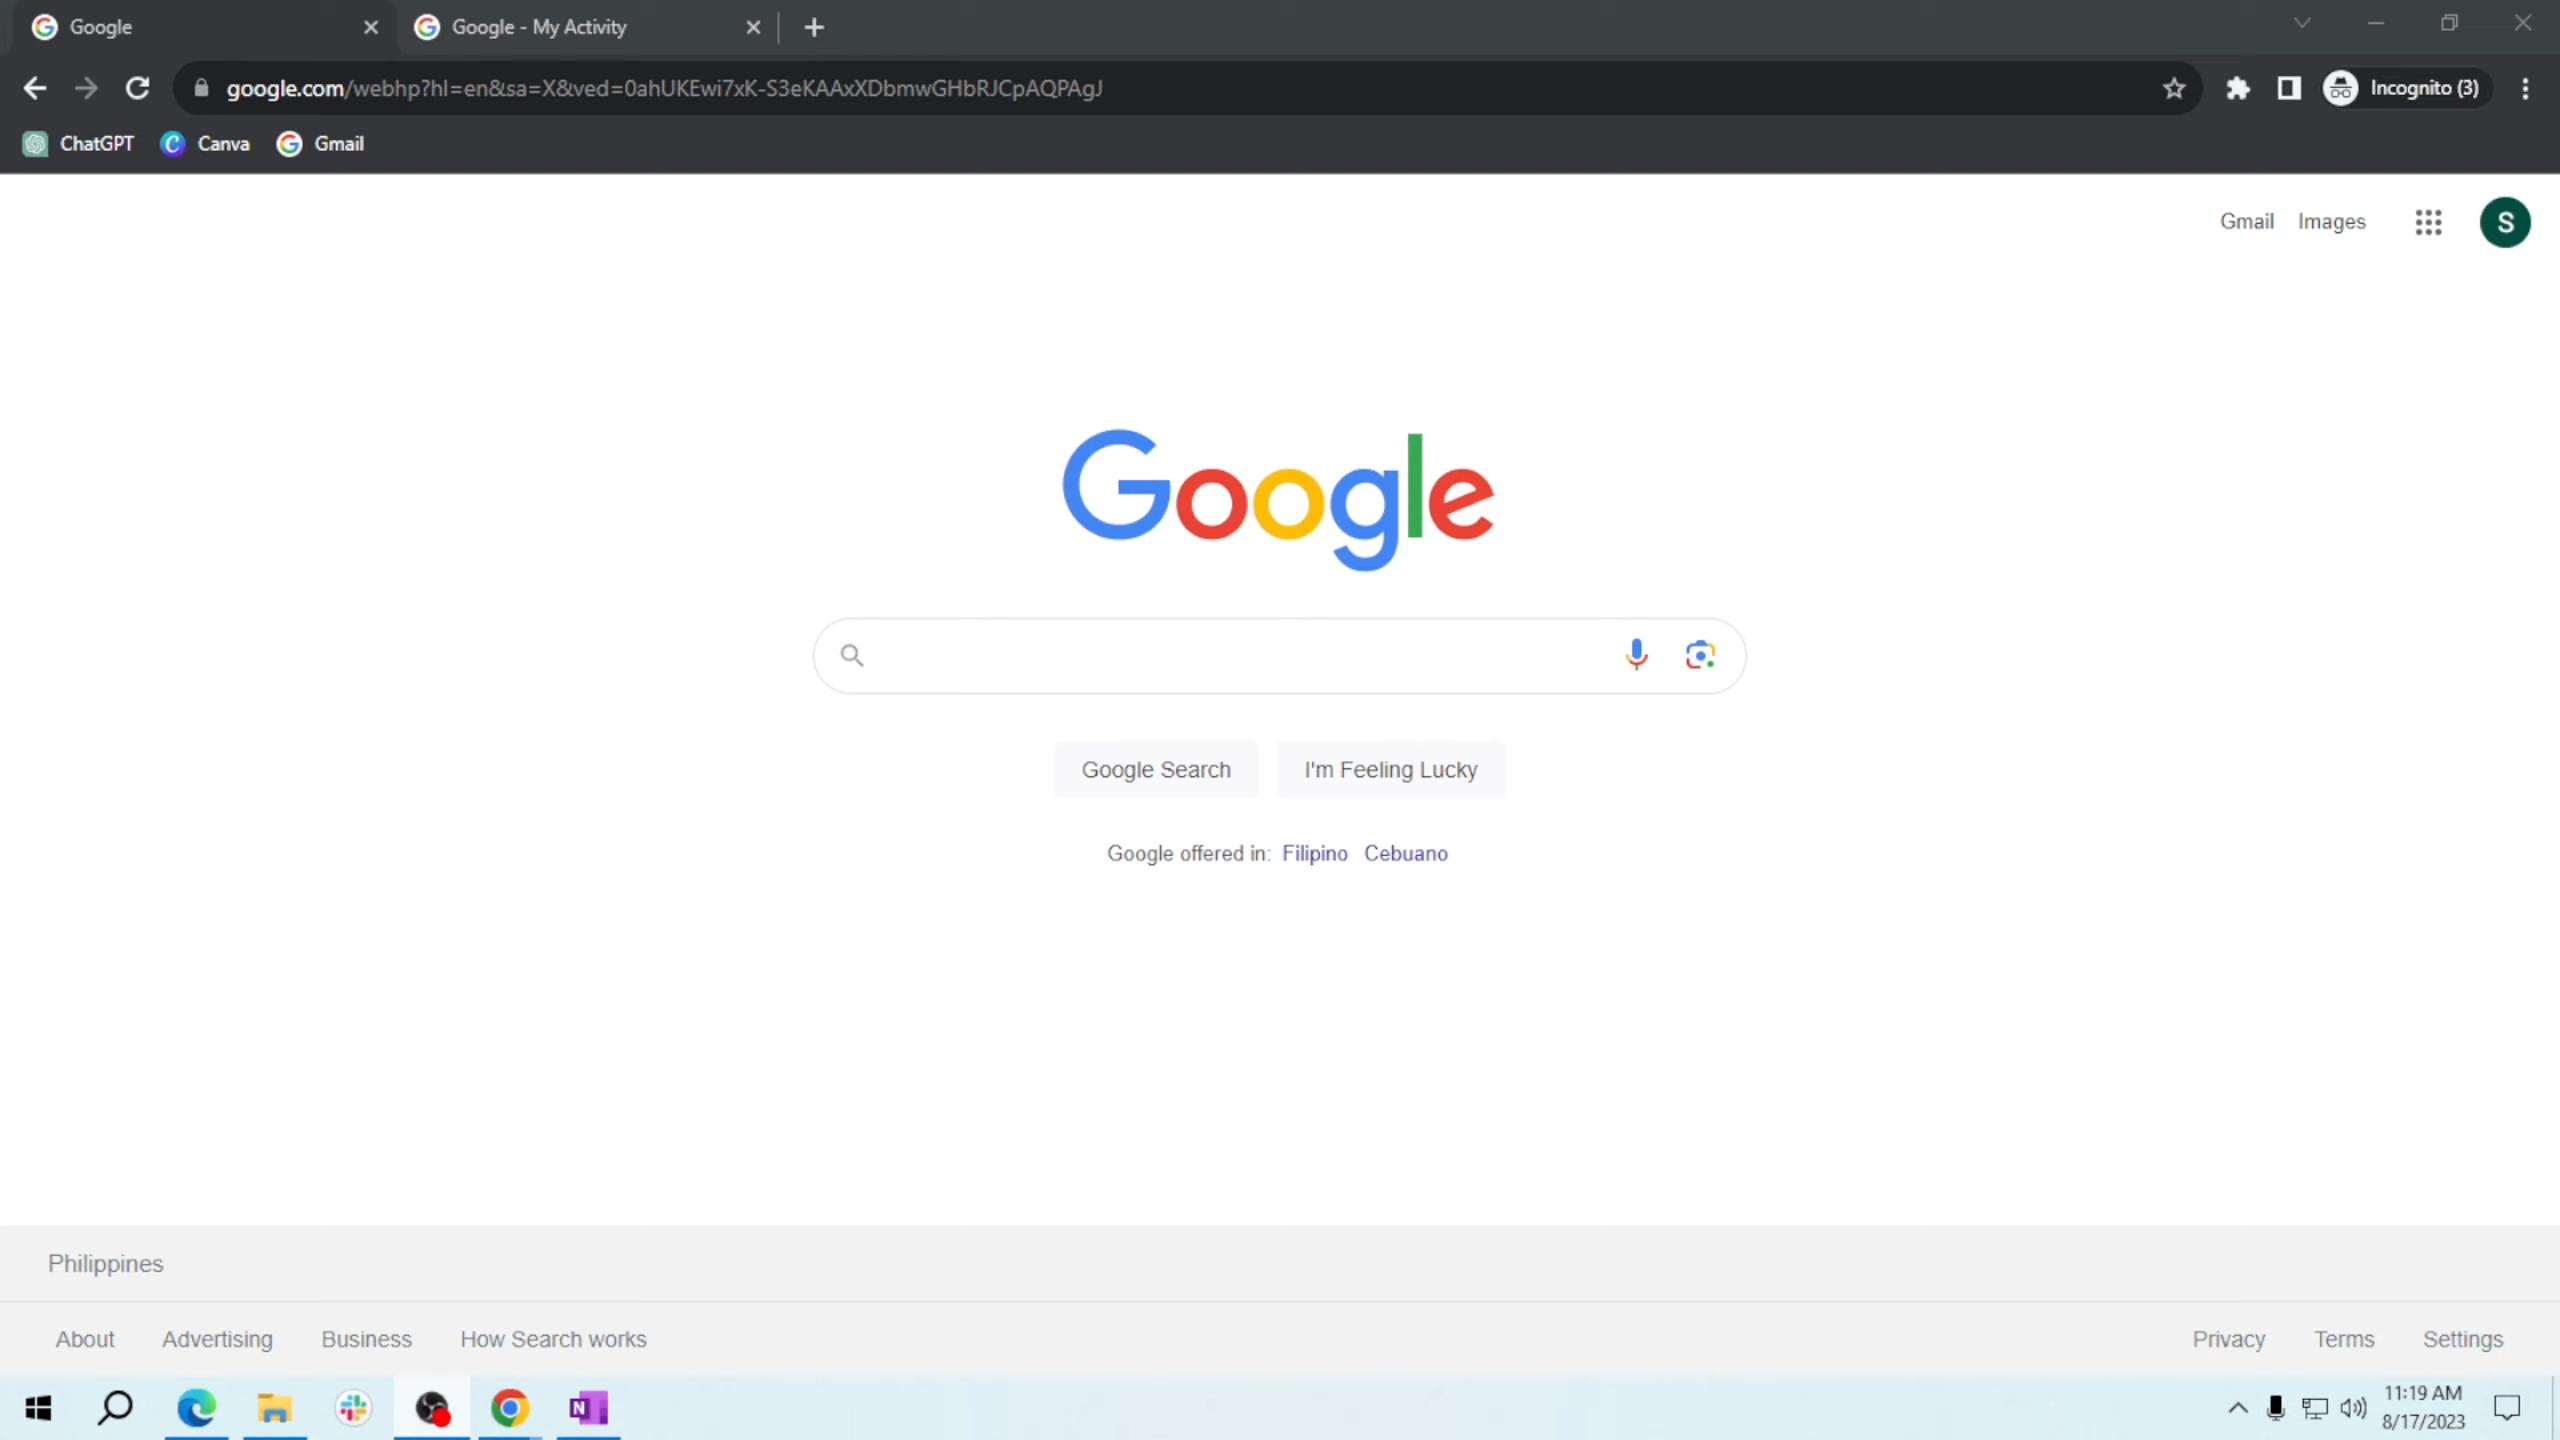 Google
Google - My Activity
google.com/webhp?hl=en&sa=X&ved=0ahUKEwi7xK-S3eKAAxXDbmwGHbRJCpAQPAgJ
Incognito (3)
ChatGPT
Canva
Gmail
Gmail
Images
S
Google
Google Search
I'm Feeling Lucky
Google offered in: Filipino Cebuano
Philippines
About
Advertising
Business
How Search works
Privacy
Terms
Settings
N
11:19 AM
8/17/2023